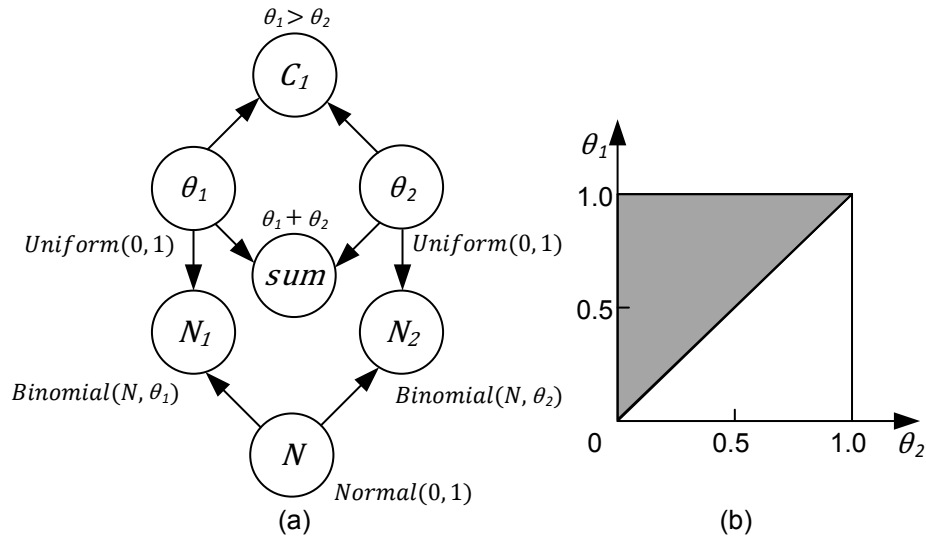 θ₁ > θ₂
C₁
θ₁
θ₂
θ₁ + θ₂
Uniform(0, 1)
Uniform(0, 1)
sum
N₁
N₂
Binomial(N, θ₁)
Binomial(N, θ₂)
N
Normal(0, 1)
(a)
θ₁
1.0
0.5
0
0.5
1.0
θ₂
(b)